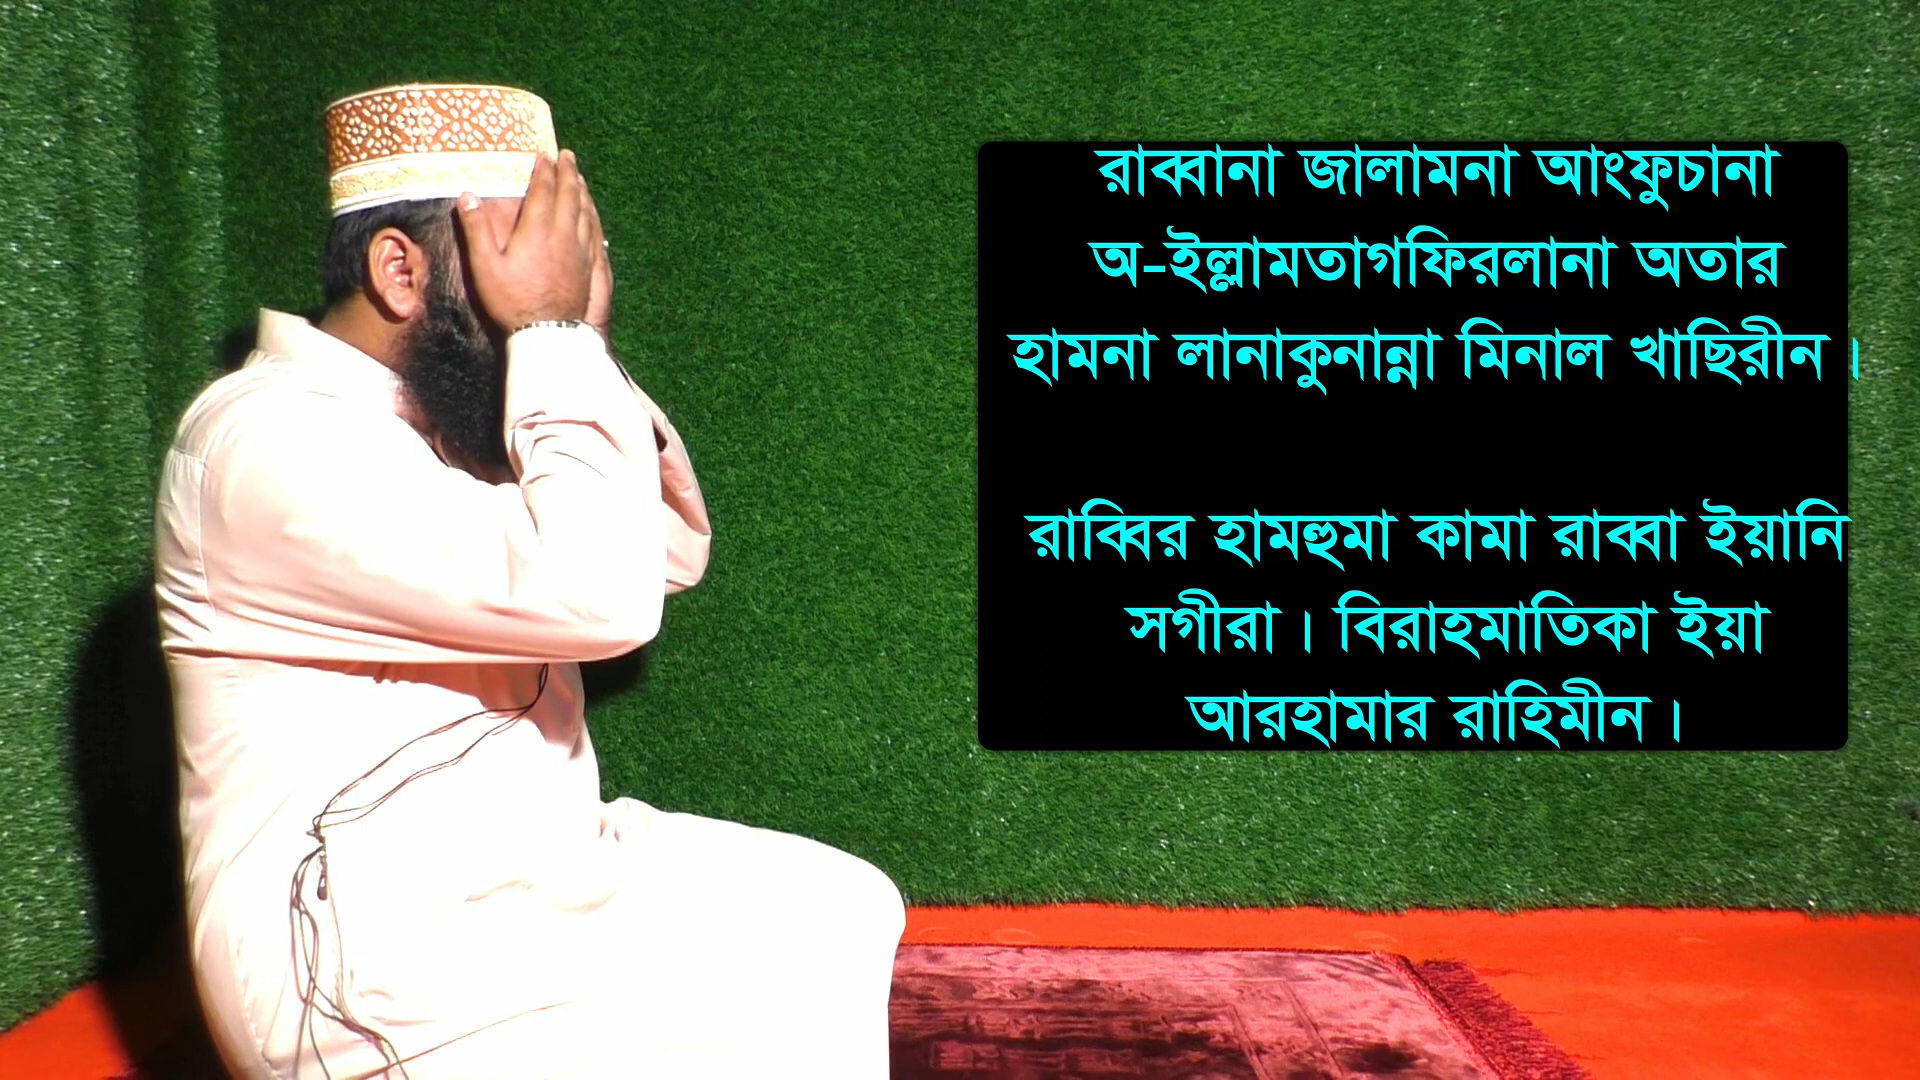 রাব্বানা জালামনা আংফুচানা
অ-ইল্লামতাগফিরলানা অতার
হামনা লানাকুনান্না মিনাল খাছিরীন।
রাব্বির হামহুমা কামা রাব্বা ইয়ানি
সগীরা। বিরাহমাতিকা ইয়া
আরহামার রাহিমীন।